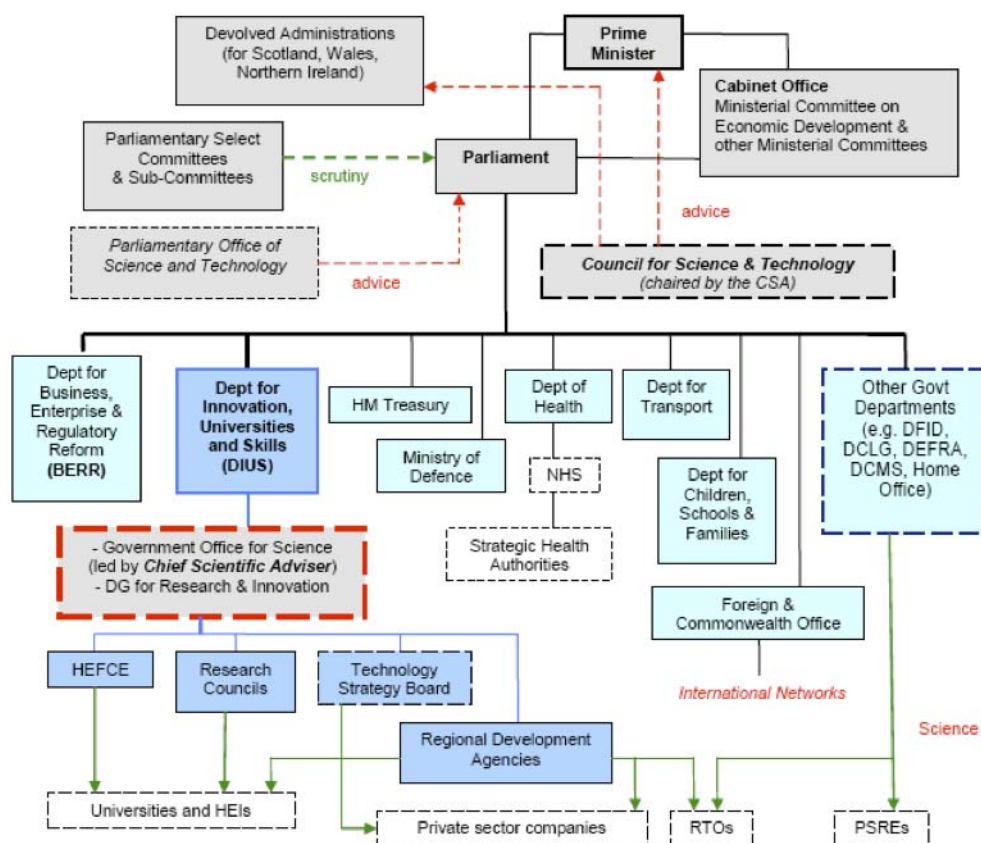 Devolved Administrations
(for Scotland, Wales,
Northern Ireland)
Prime
Minister
Cabinet Office
Ministerial Committee on
Economic Development &
other Ministerial Committees
Parliamentary Select
Committees
& Sub-Committees
scrutiny
Parliament
advice
Parliamentary Office of
Science and Technology
advice
Council for Science & Technology
(chaired by the CSA)
Dept for
Business,
Enterprise &
Regulatory
Reform
(BERR)
Dept for
Innovation,
Universities
and Skills
(DIUS)
HM Treasury
Ministry of
Defence
Dept of
Health
NHS
Strategic Health
Authorities
Dept for
Transport
Dept for
Children,
Schools &
Families
Foreign &
Commonwealth Office
International Networks
Other Govt
Departments
(e.g. DFID,
DCLG, DEFRA,
DCMS, Home
Office)
- Government Office for Science
(led by Chief Scientific Adviser)
- DG for Research & Innovation
HEFCE
Research
Councils
Technology
Strategy Board
Regional Development
Agencies
Science
Universities and HEIs
Private sector companies
RTOs
PSREs